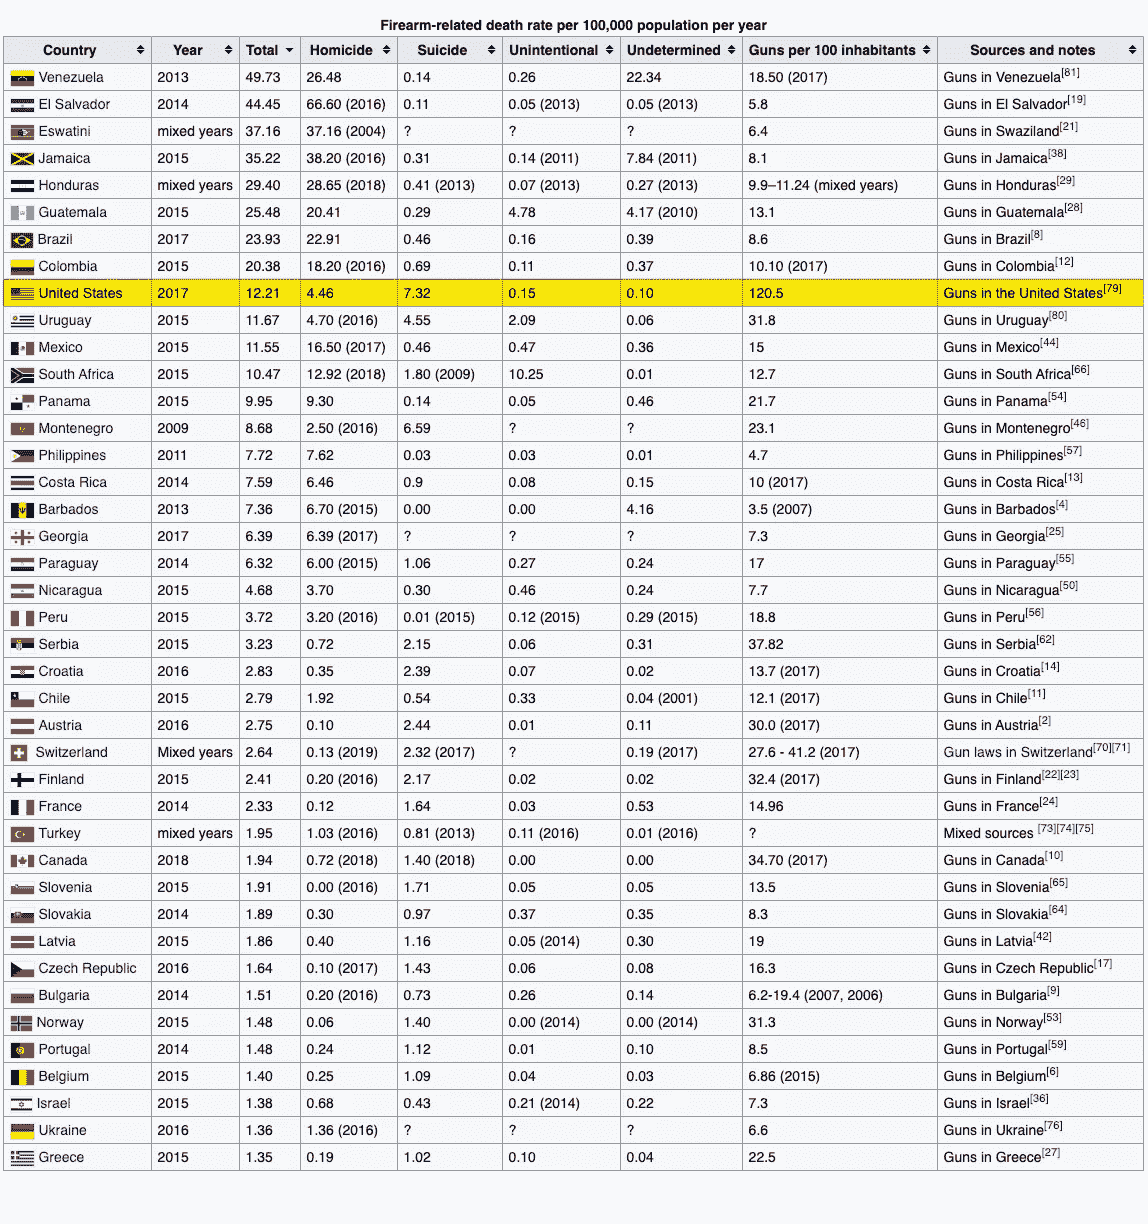 Firearm-related death rate per 100,000 population per year
Country Year Total Homicide Suicide Unintentional Undetermined Guns per 100 inhabitants Sources and notes
Venezuela 2013 49.73 26.48 0.14 0.26 22.34 18.50 (2017) Guns in Venezuela[81]
El Salvador 2014 44.45 66.60 (2016) 0.11 0.05 (2013) 0.05 (2013) 5.8 Guns in El Salvador[19]
Eswatini mixed years 37.16 37.16 (2004) ? ? ? 6.4 Guns in Swaziland[21]
Jamaica 2015 35.22 38.20 (2016) 0.31 0.14 (2011) 7.84 (2011) 8.1 Guns in Jamaica[38]
Honduras mixed years 29.40 28.65 (2018) 0.41 (2013) 0.07 (2013) 0.27 (2013) 9.9–11.24 (mixed years) Guns in Honduras[29]
Guatemala 2015 25.48 20.41 0.29 4.78 4.17 (2010) 13.1 Guns in Guatemala[28]
Brazil 2017 23.93 22.91 0.46 0.16 0.39 8.6 Guns in Brazil[8]
Colombia 2015 20.38 18.20 (2016) 0.69 0.11 0.37 10.10 (2017) Guns in Colombia[12]
United States 2017 12.21 4.46 7.32 0.15 0.10 120.5 Guns in the United States[79]
Uruguay 2015 11.67 4.70 (2016) 4.55 2.09 0.06 31.8 Guns in Uruguay[80]
Mexico 2015 11.55 16.50 (2017) 0.46 0.47 0.36 15 Guns in Mexico[44]
South Africa 2015 10.47 12.92 (2018) 1.80 (2009) 10.25 0.01 12.7 Guns in South Africa[66]
Panama 2015 9.95 9.30 0.14 0.05 0.46 21.7 Guns in Panama[54]
Montenegro 2009 8.68 2.50 (2016) 6.59 ? ? 23.1 Guns in Montenegro[46]
Philippines 2011 7.72 7.62 0.03 0.03 0.01 4.7 Guns in Philippines[57]
Costa Rica 2014 7.59 6.46 0.9 0.08 0.15 10 (2017) Guns in Costa Rica[13]
Barbados 2013 7.36 6.70 (2015) 0.00 0.00 4.16 3.5 (2007) Guns in Barbados[4]
Georgia 2017 6.39 6.39 (2017) ? ? ? 7.3 Guns in Georgia[25]
Paraguay 2014 6.32 6.00 (2015) 1.06 0.27 0.24 17 Guns in Paraguay[55]
Nicaragua 2015 4.68 3.70 0.30 0.46 0.24 7.7 Guns in Nicaragua[50]
Peru 2015 3.72 3.20 (2016) 0.01 (2015) 0.12 (2015) 0.29 (2015) 18.8 Guns in Peru[56]
Serbia 2015 3.23 0.72 2.15 0.06 0.31 37.82 Guns in Serbia[62]
Croatia 2016 2.83 0.35 2.39 0.07 0.02 13.7 (2017) Guns in Croatia[14]
Chile 2015 2.79 1.92 0.54 0.33 0.04 (2001) 12.1 (2017) Guns in Chile[11]
Austria 2016 2.75 0.10 2.44 0.01 0.11 30.0 (2017) Guns in Austria[2]
Switzerland Mixed years 2.64 0.13 (2019) 2.32 (2017) ? 0.19 (2017) 27.6 - 41.2 (2017) Gun laws in Switzerland[70][71]
Finland 2015 2.41 0.20 (2016) 2.17 0.02 0.02 32.4 (2017) Guns in Finland[22][23]
France 2014 2.33 0.12 1.64 0.03 0.53 14.96 Guns in France[24]
Turkey mixed years 1.95 1.03 (2016) 0.81 (2013) 0.11 (2016) 0.01 (2016) ? Mixed sources [73][74][75]
Canada 2018 1.94 0.72 (2018) 1.40 (2018) 0.00 0.00 34.70 (2017) Guns in Canada[10]
Slovenia 2015 1.91 0.00 (2016) 1.71 0.05 0.05 13.5 Guns in Slovenia[65]
Slovakia 2014 1.89 0.30 0.97 0.37 0.35 8.3 Guns in Slovakia[64]
Latvia 2015 1.86 0.40 1.16 0.05 (2014) 0.30 19 Guns in Latvia[42]
Czech Republic 2016 1.64 0.10 (2017) 1.43 0.06 0.08 16.3 Guns in Czech Republic[17]
Bulgaria 2014 1.51 0.20 (2016) 0.73 0.26 0.14 6.2-19.4 (2007, 2006) Guns in Bulgaria[9]
Norway 2015 1.48 0.06 1.40 0.00 (2014) 0.00 (2014) 31.3 Guns in Norway[53]
Portugal 2014 1.48 0.24 1.12 0.01 0.10 8.5 Guns in Portugal[59]
Belgium 2015 1.40 0.25 1.09 0.04 0.03 6.86 (2015) Guns in Belgium[6]
Israel 2015 1.38 0.68 0.43 0.21 (2014) 0.22 7.3 Guns in Israel[36]
Ukraine 2016 1.36 1.36 (2016) ? ? ? 6.6 Guns in Ukraine[76]
Greece 2015 1.35 0.19 1.02 0.10 0.04 22.5 Guns in Greece[27]